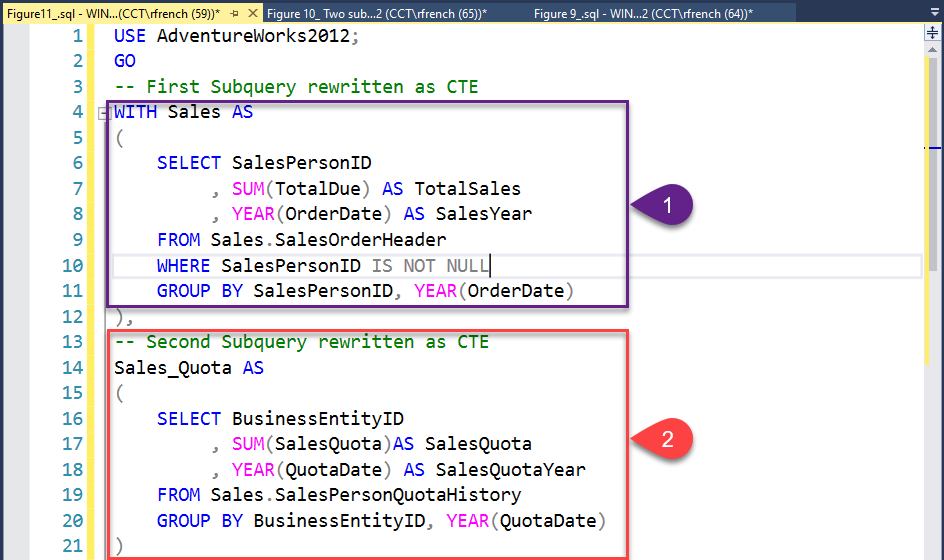 Figure11_.sql - WIN...(CCT\rfrench (59))* Figure 10_ Two sub...2 (CCT\rfrench (65))* Figure 9_.sql - WIN...2 (CCT\rfrench (64))*
1 USE AdventureWorks2012;
2 GO
3 -- First Subquery rewritten as CTE
4 WITH Sales AS
5 (
6 SELECT SalesPersonID
7 , SUM(TotalDue) AS TotalSales
8 , YEAR(OrderDate) AS SalesYear
1
9 FROM Sales.SalesOrderHeader
10 WHERE SalesPersonID IS NOT NULL
11 GROUP BY SalesPersonID, YEAR(OrderDate)
12 ),
13 -- Second Subquery rewritten as CTE
14 Sales_Quota AS
15 (
16 SELECT BusinessEntityID
17 , SUM(SalesQuota)AS SalesQuota
2
18 , YEAR(QuotaDate) AS SalesQuotaYear
19 FROM Sales.SalesPersonQuotaHistory
20 GROUP BY BusinessEntityID, YEAR(QuotaDate)
21 )